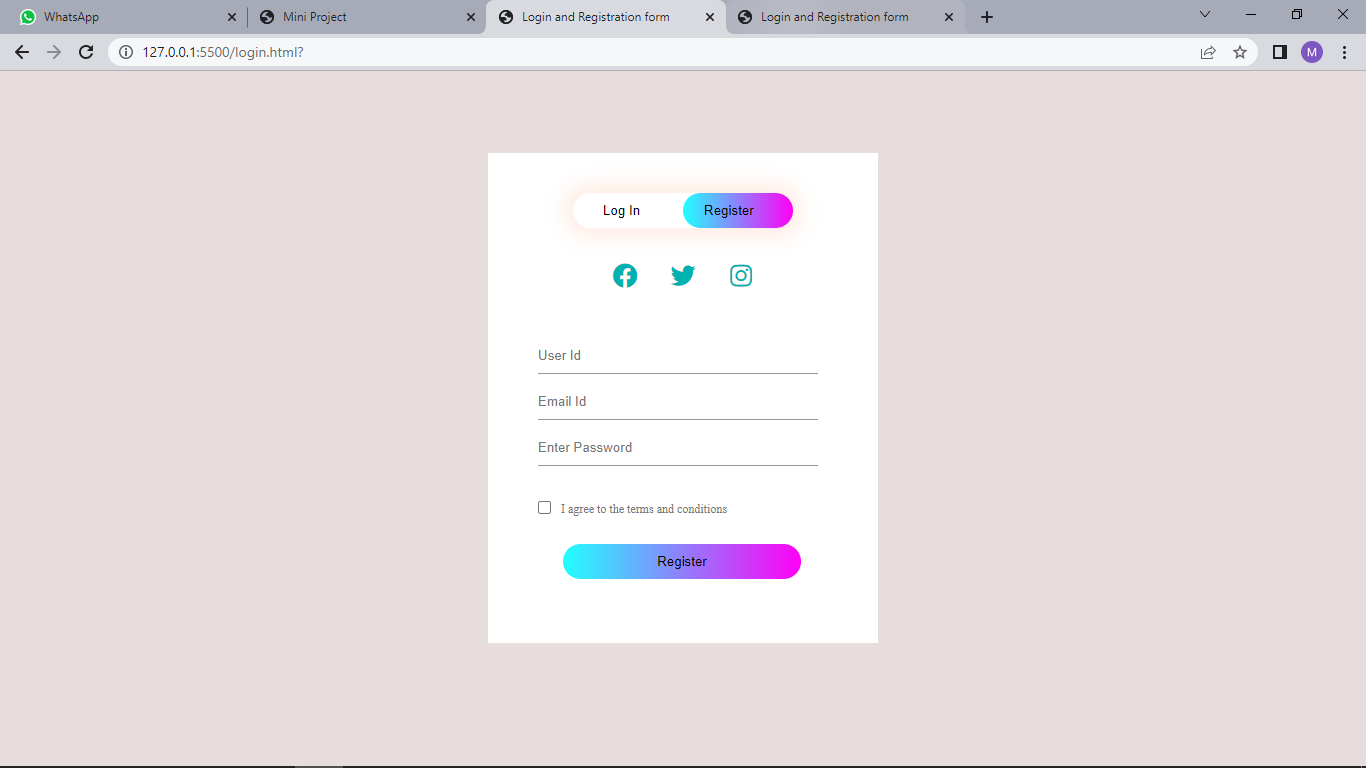 WhatsApp
Mini Project
Login and Registration form
Login and Registration form
127.0.0.1:5500/login.html?
M
Log In
Register
User Id
Email Id
Enter Password
I agree to the terms and conditions
Register